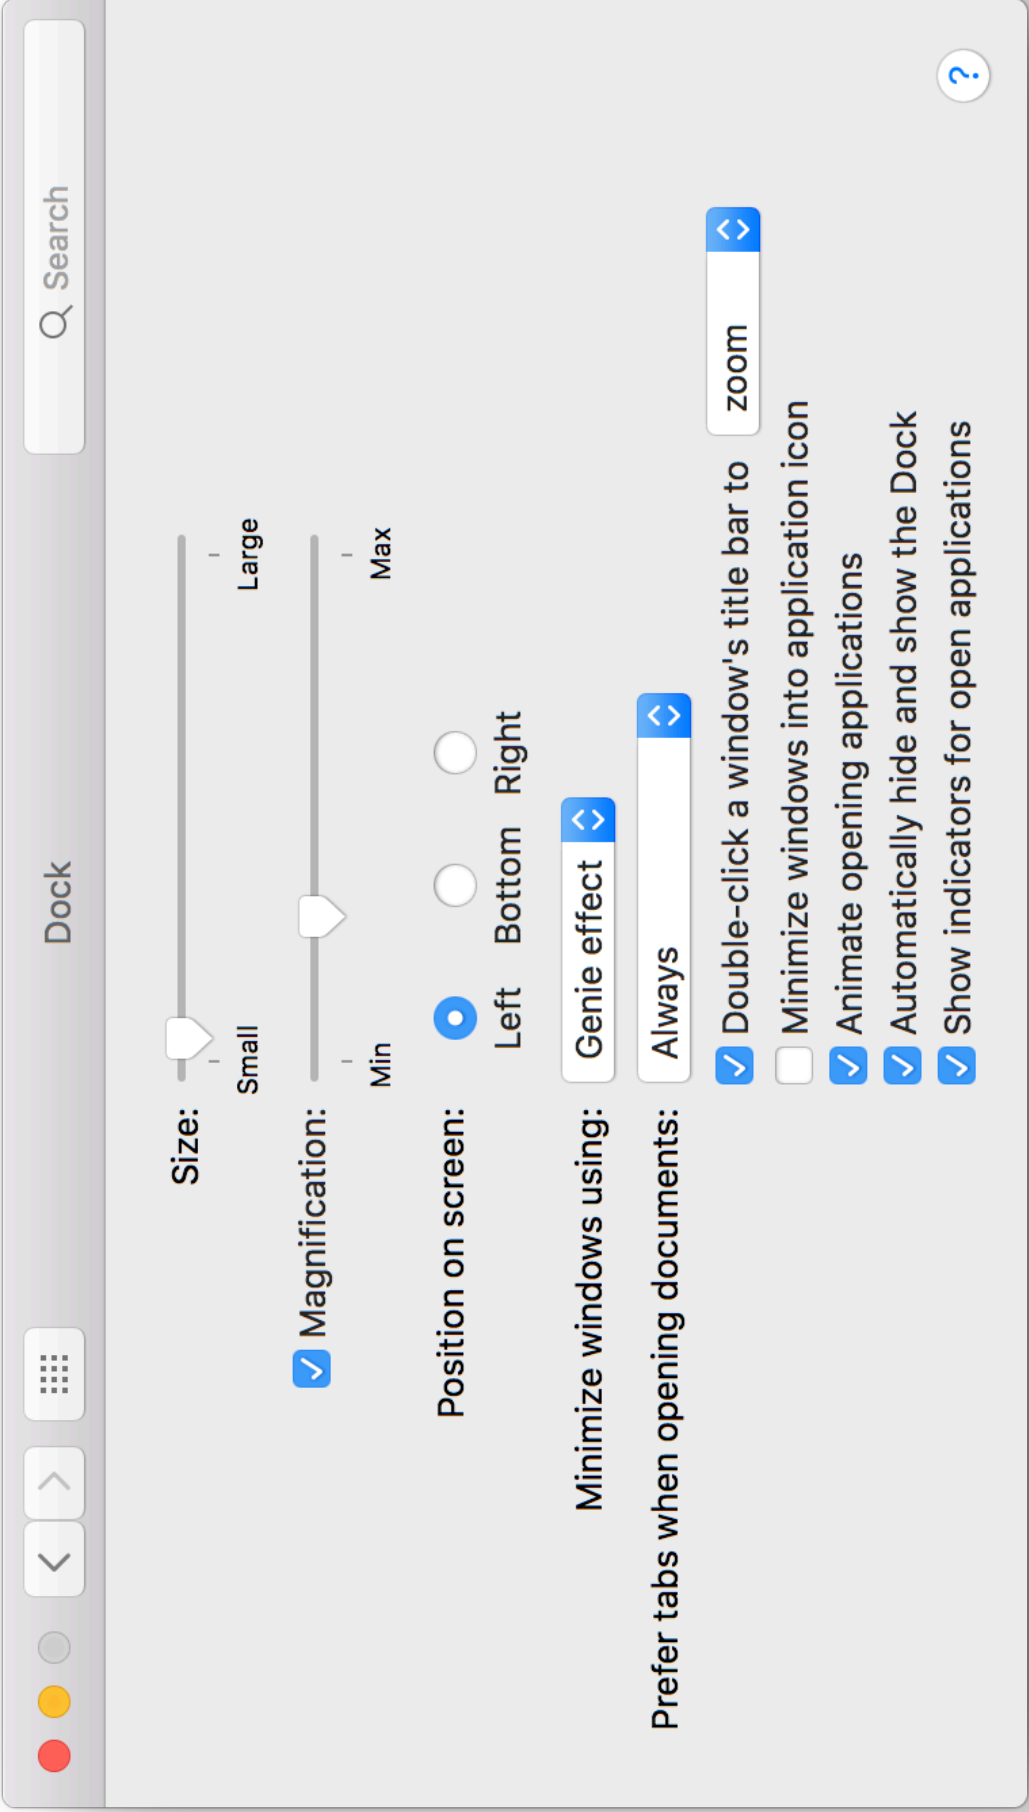 Dock
Search
Size:
Small Large
Magnification:
Min Max
Position on screen:
Left Bottom Right
Minimize windows using: Genie effect
Prefer tabs when opening documents: Always
Double-click a window's title bar to zoom
Minimize windows into application icon
Animate opening applications
Automatically hide and show the Dock
Show indicators for open applications
?